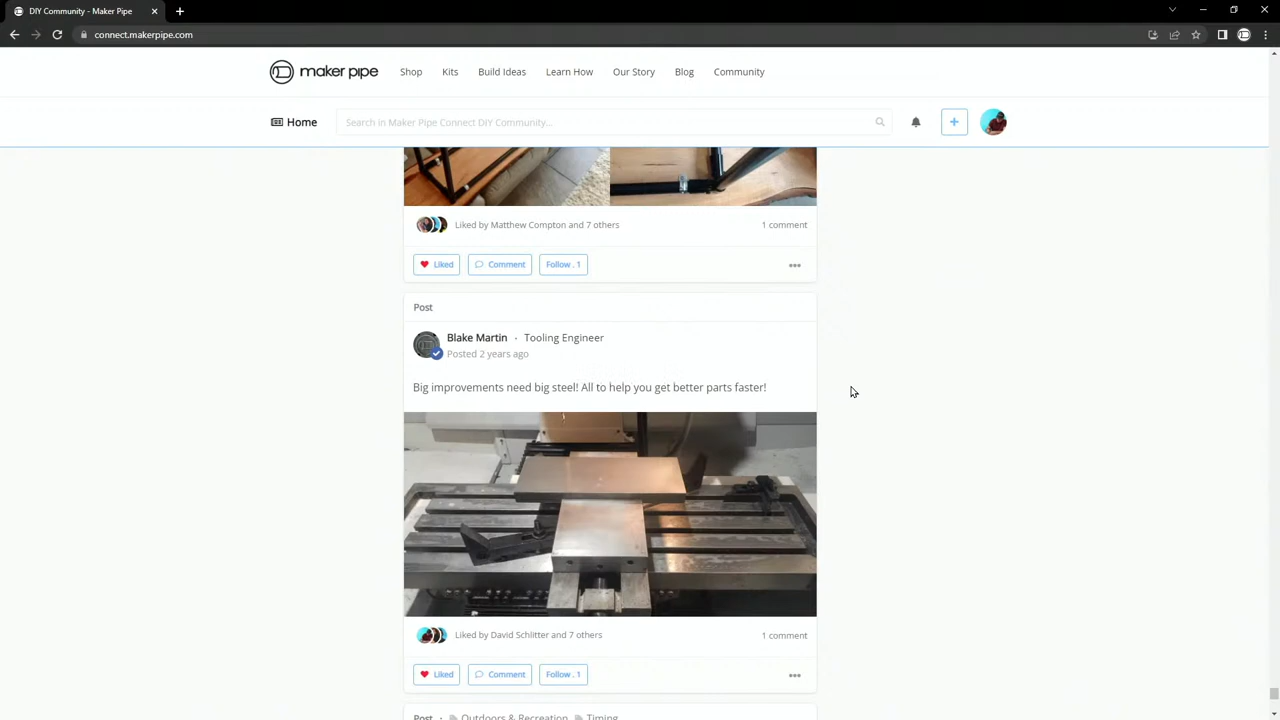 DIY Community
connect.makerpipe.com
maker pipe Shop Kits Build Ideas Learn How Our Story Blog Community
Home Search in Maker Pipe Connect DIY Community...
Liked by Matthew Compton and 7 others 1 comment
Liked Comment Follow . 1
Post
Blake Martin · Tooling Engineer
Posted 2 years ago
Big improvements need big steel! All to help you get better parts faster!
Liked by David Schlitter and 7 others 1 comment
Liked Comment Follow . 1
Post · Outdoors & Recreation Timing